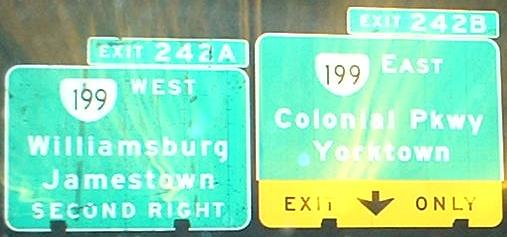 EXIT 242A
199 WEST
Williamsburg
Jamestown
SECOND RIGHT
EXIT 242B
199 EAST
Colonial Pkwy
Yorktown
EXIT ONLY